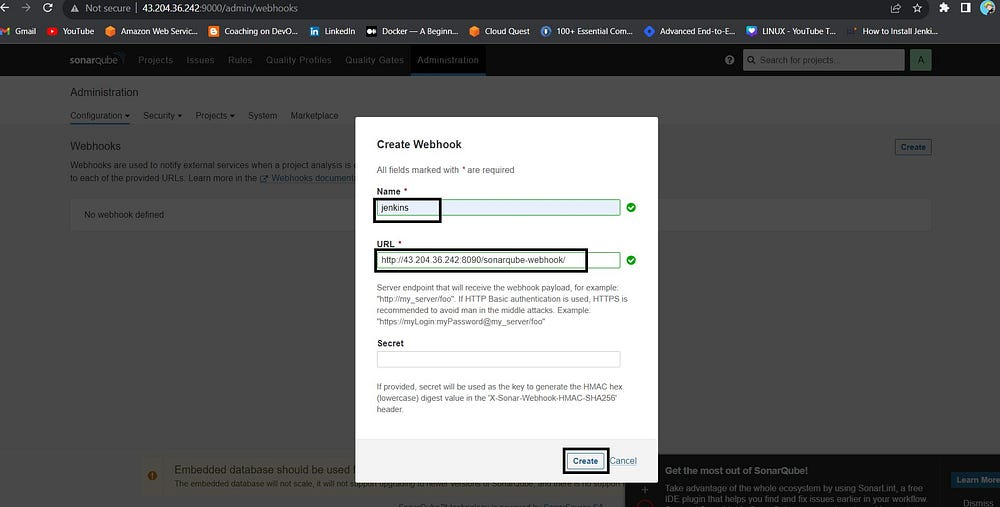 Not secure 43.204.36.242:9000/admin/webhooks
Gmail YouTube Amazon Web Servic... Coaching on DevO... LinkedIn Docker — A Beginn... Cloud Quest 100+ Essential Com... Advanced End-to-E... LINUX - YouTube T... How to Install Jenki...
sonarqube Projects Issues Rules Quality Profiles Quality Gates Administration ? Search for projects... A
Administration
Configuration Security Projects System Marketplace
Webhooks
Create
Webhooks are used to notify external services when a project analysis is
to each of the provided URLs. Learn more in the Webhooks document
No webhook defined
Create Webhook
All fields marked with * are required
Name *
jenkins
URL *
http://43.204.36.242:8090/sonarqube-webhook/
Server endpoint that will receive the webhook payload, for example:
"http://my_server/foo". If HTTP Basic authentication is used, HTTPS is
recommended to avoid man in the middle attacks. Example:
"https://myLogin:myPassword@my_server/foo"
Secret
If provided, secret will be used as the key to generate the HMAC hex
(lowercase) digest value in the 'X-Sonar-Webhook-HMAC-SHA256'
header.
Create Cancel
Embedded database should be used f
The embedded database will not scale, it will not support upgrading to newer versions of SonarQube, and there is no support
Get the most out of SonarQube!
Take advantage of the whole ecosystem by using SonarLint, a free
IDE plugin that helps you find and fix issues earlier in your workflow.
Learn More
Dismiss